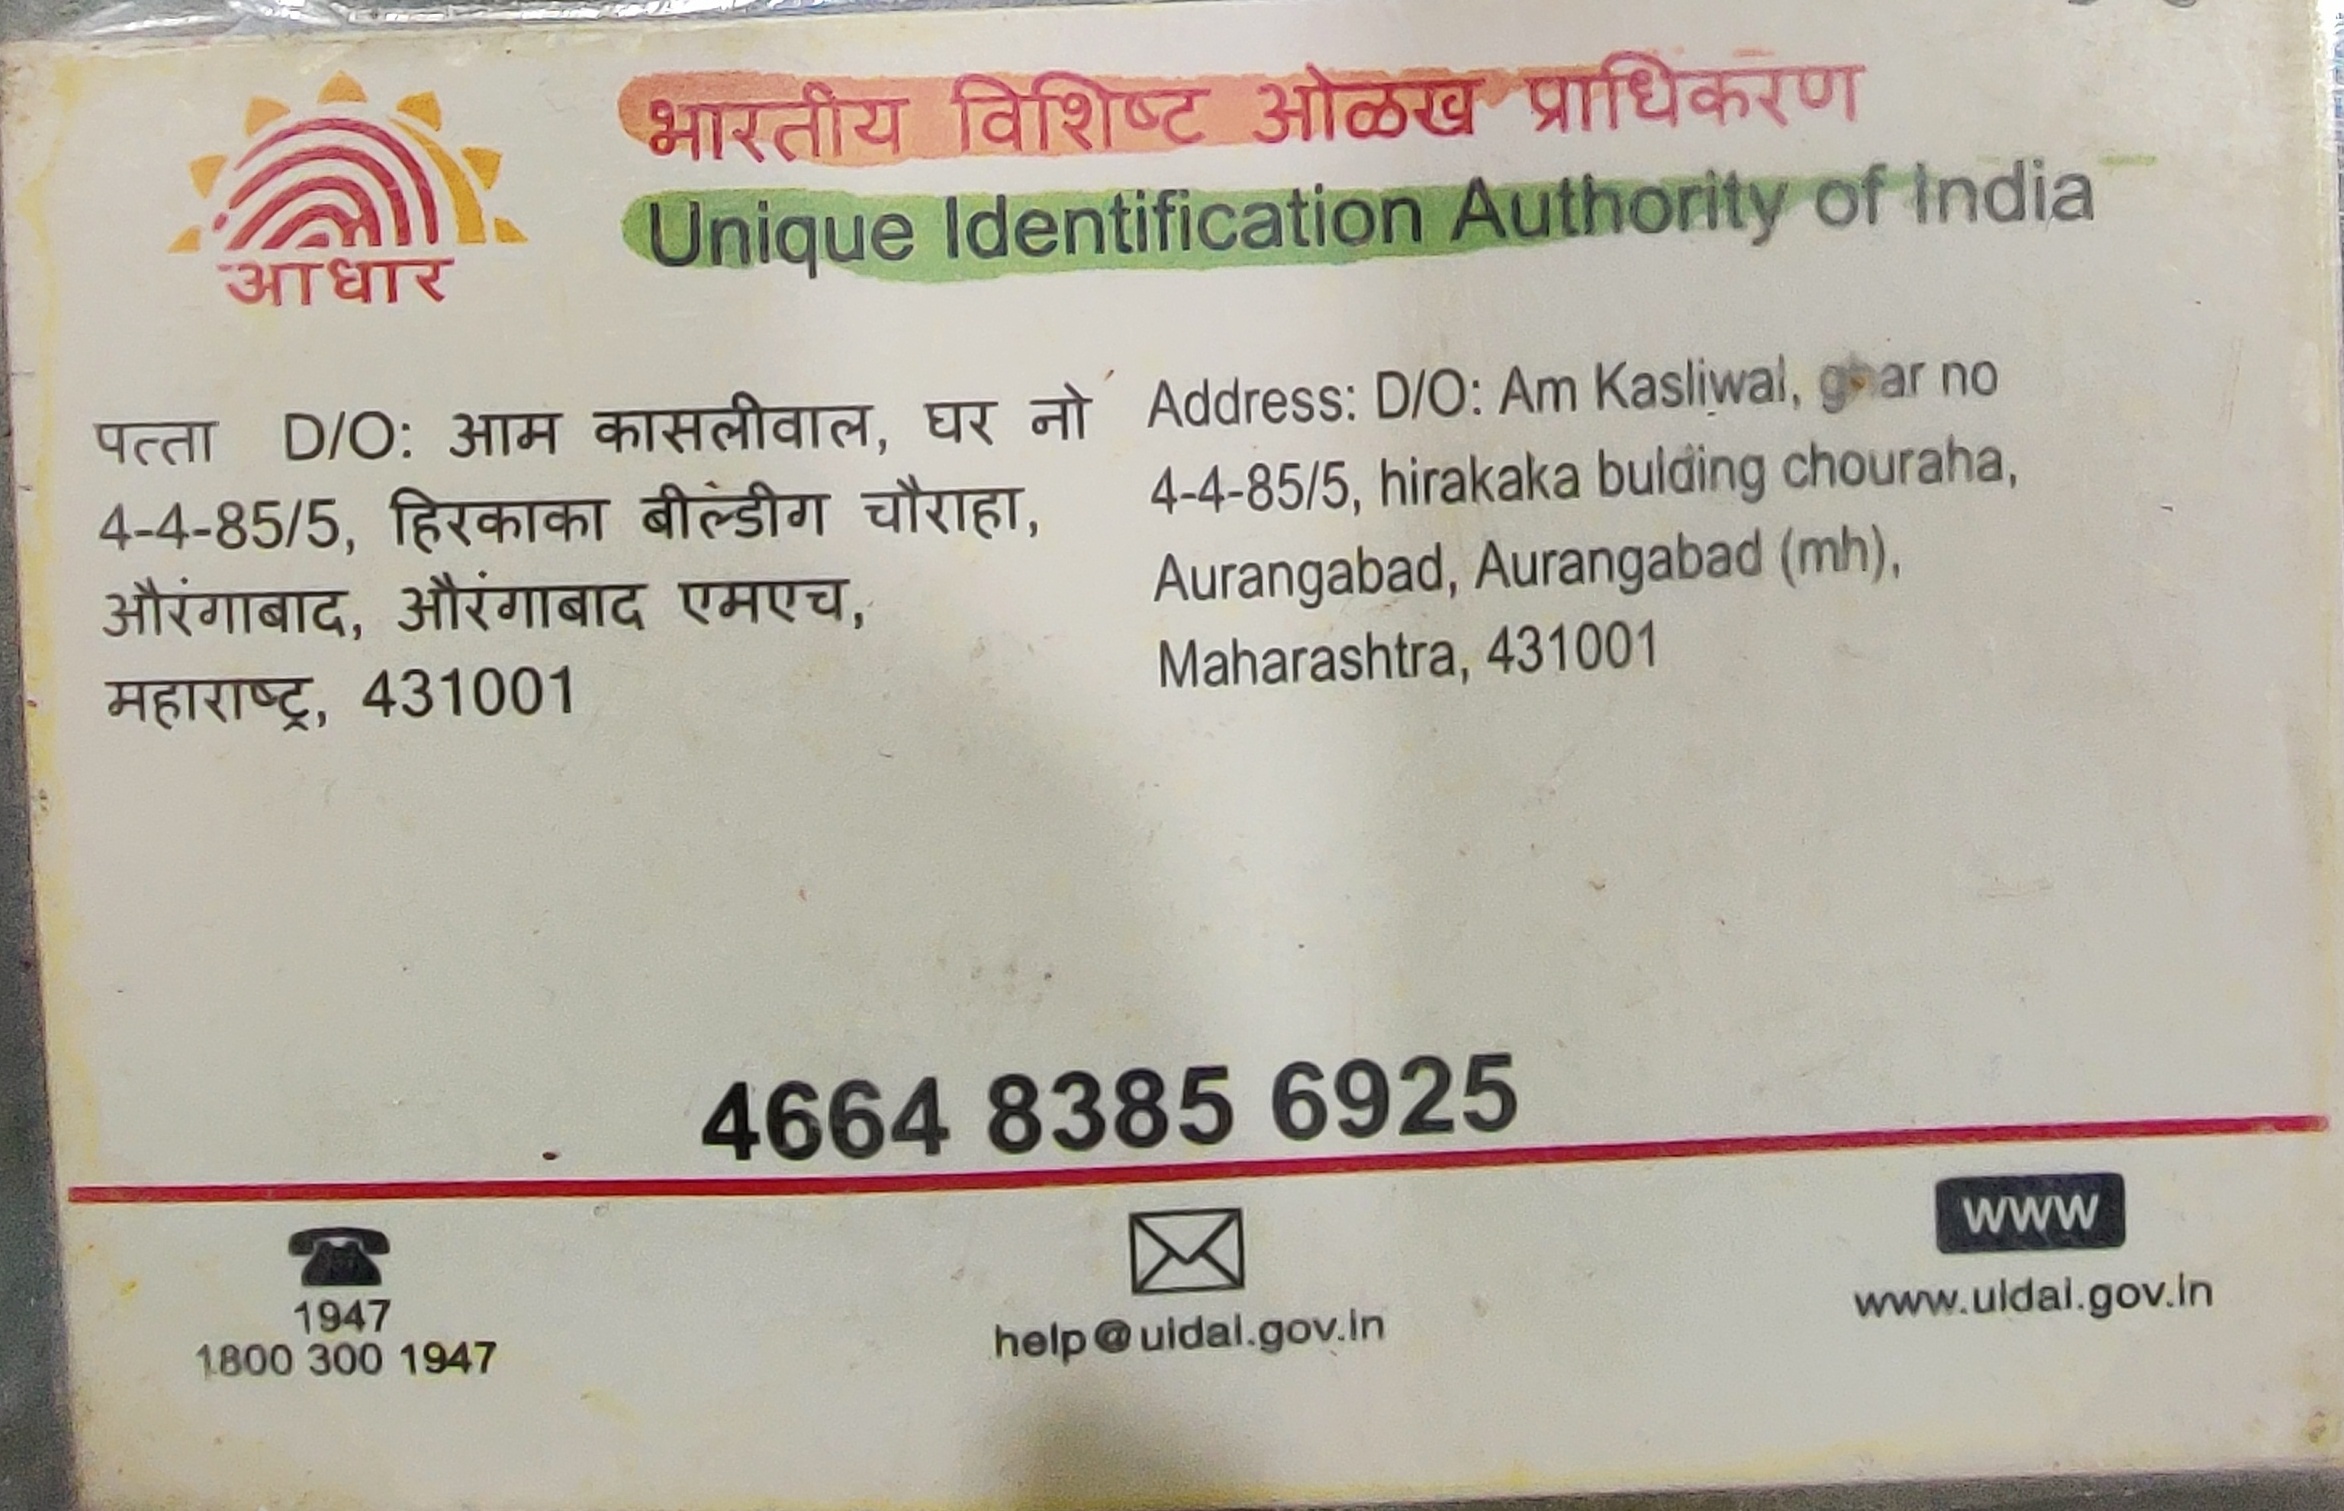 भारतीय विशिष्ट ओळख प्राधिकरण
Unique Identification Authority of India
आधार
पत्ता D/O: आम कासलीवाल, घर नो
4-4-85/5, हिरकाका बील्डीग चौराहा,
औरंगाबाद, औरंगाबाद एमएच,
महाराष्ट्र, 431001
Address: D/O: Am Kasliwal, ghar no
4-4-85/5, hirakaka bulding chouraha,
Aurangabad, Aurangabad (mh),
Maharashtra, 431001
4664 8385 6925
1947
1800 300 1947
help@uidai.gov.in
www
www.uidai.gov.in